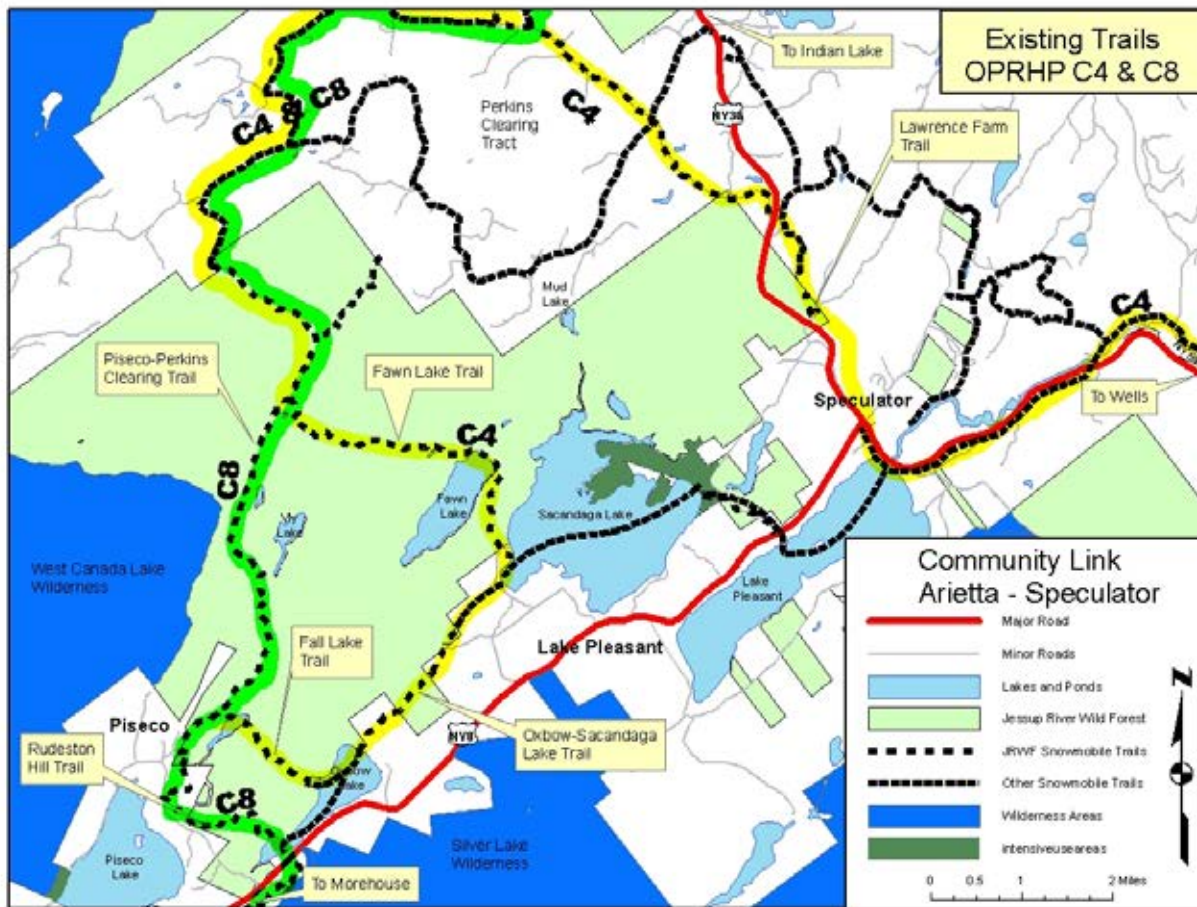 Existing Trails
OPRHP C4 & C8
To Indian Lake
C8
C4 &
C4
Perkins
Clearing
Tract
NY30
Lawrence Farm
Trail
Mud
Lake
C4
Piseco-Perkins
Clearing Trail
Fawn Lake Trail
To Wells
Speculator
C4
C8
Fawn
Lake
Sacandaga Lake
Lake
West Canada Lake
Wilderness
Lake
Pleasant
Fall Lake
Trail
Lake Pleasant
Piseco
NY8
Oxbow-Sacandaga
Lake Trail
Rudeston
Hill Trail
Lake
C8
Silver Lake
Wilderness
Piseco
Lake
To Morehouse
Community Link
Arietta - Speculator
Major Road
Minor Roads
Lakes and Ponds
Jessup River Wild Forest
JRWF Snowmobile Trails
Other Snowmobile Trails
Wilderness Areas
intensiveuseareas
N
0 0.5 1 2 Miles